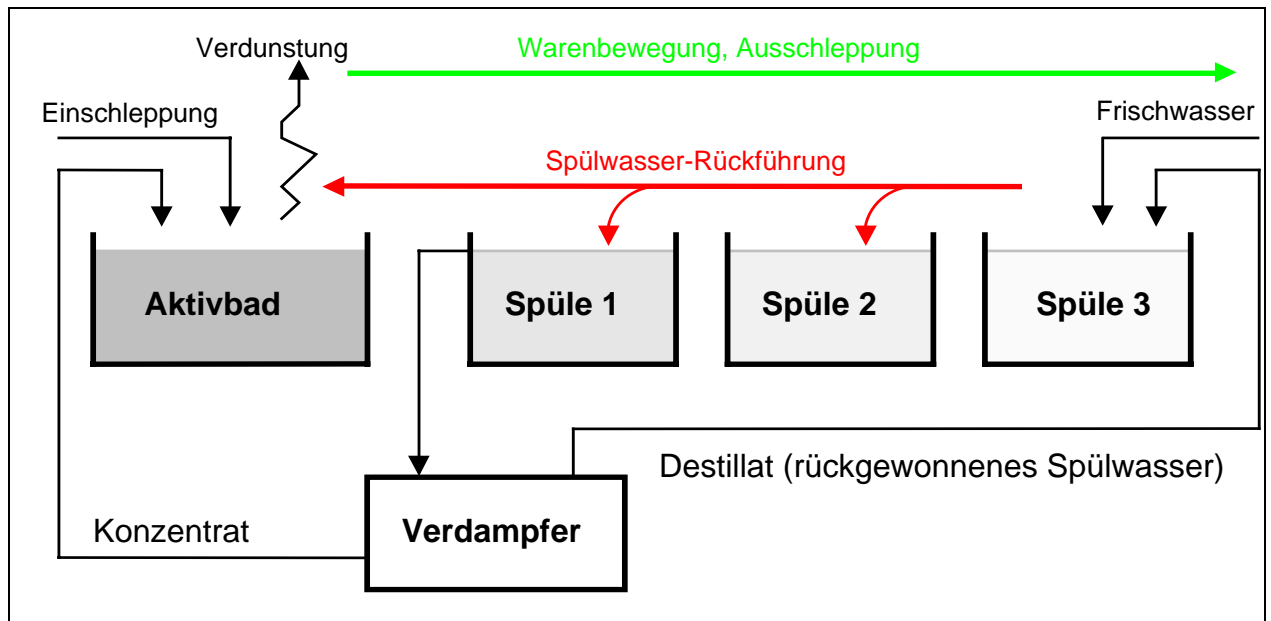 Verdunstung
Warenbewegung, Ausschleppung
Einschleppung
Frischwasser
Spülwasser-Rückführung
Aktivbad
Spüle 1
Spüle 2
Spüle 3
Destillat (rückgewonnenes Spülwasser)
Konzentrat
Verdampfer